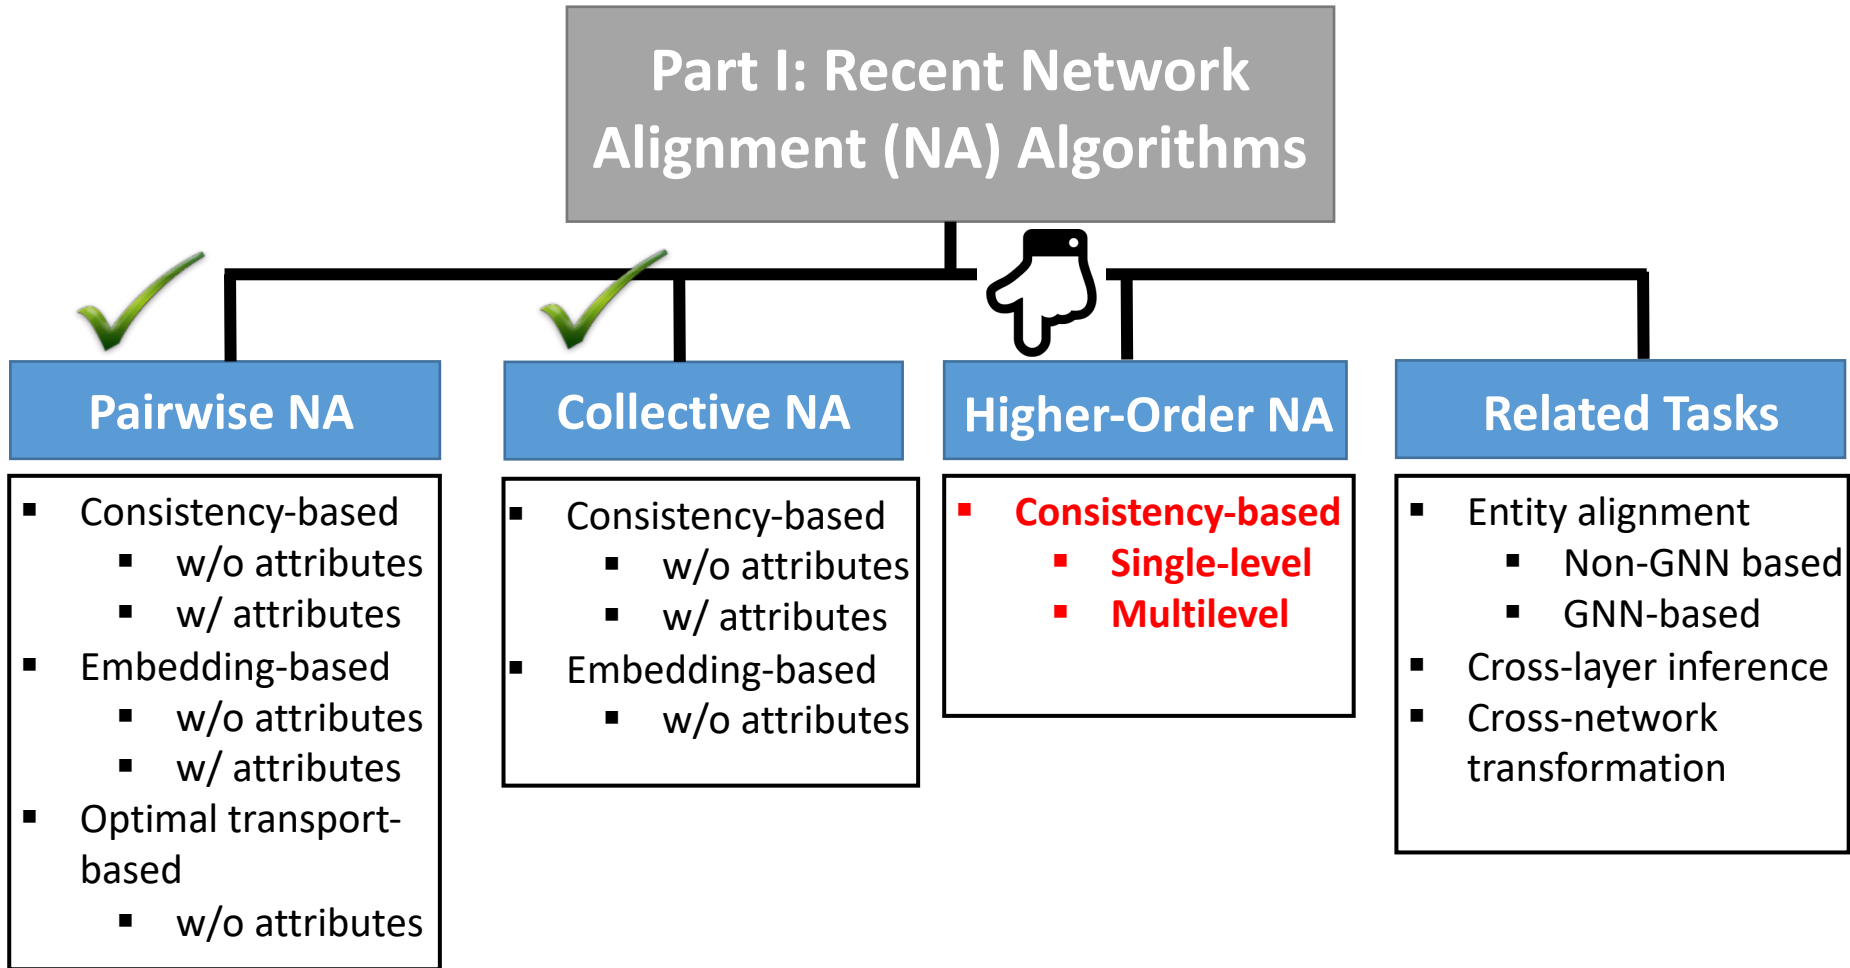 Part I: Recent Network
Alignment (NA) Algorithms
Pairwise NA
Consistency-based
w/o attributes
w/ attributes
Embedding-based
w/o attributes
w/ attributes
Optimal transport-
based
w/o attributes
Collective NA
Consistency-based
w/o attributes
w/ attributes
Embedding-based
w/o attributes
Higher-Order NA
Consistency-based
Single-level
Multilevel
Related Tasks
Entity alignment
Non-GNN based
GNN-based
Cross-layer inference
Cross-network
transformation